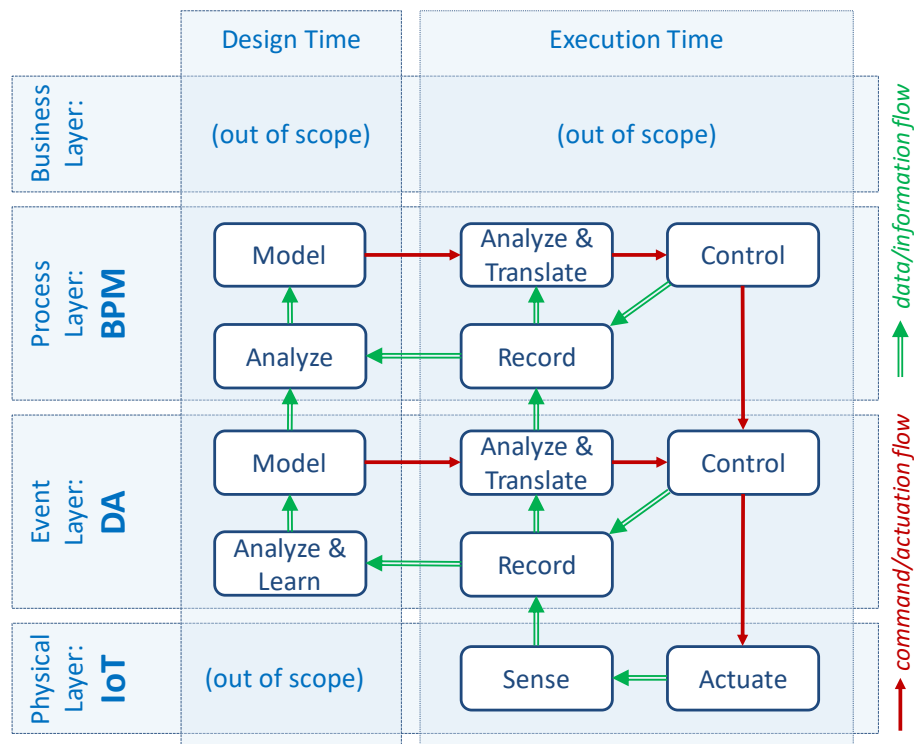 Design Time
Execution Time
Business
Layer:
(out of scope)
(out of scope)
Process
Layer:
BPM
Model
Analyze &
Translate
Control
Analyze
Record
Event
Layer:
DA
Model
Analyze &
Translate
Control
Analyze &
Learn
Record
Physical
Layer:
IoT
(out of scope)
Sense
Actuate
data/information flow
command/actuation flow